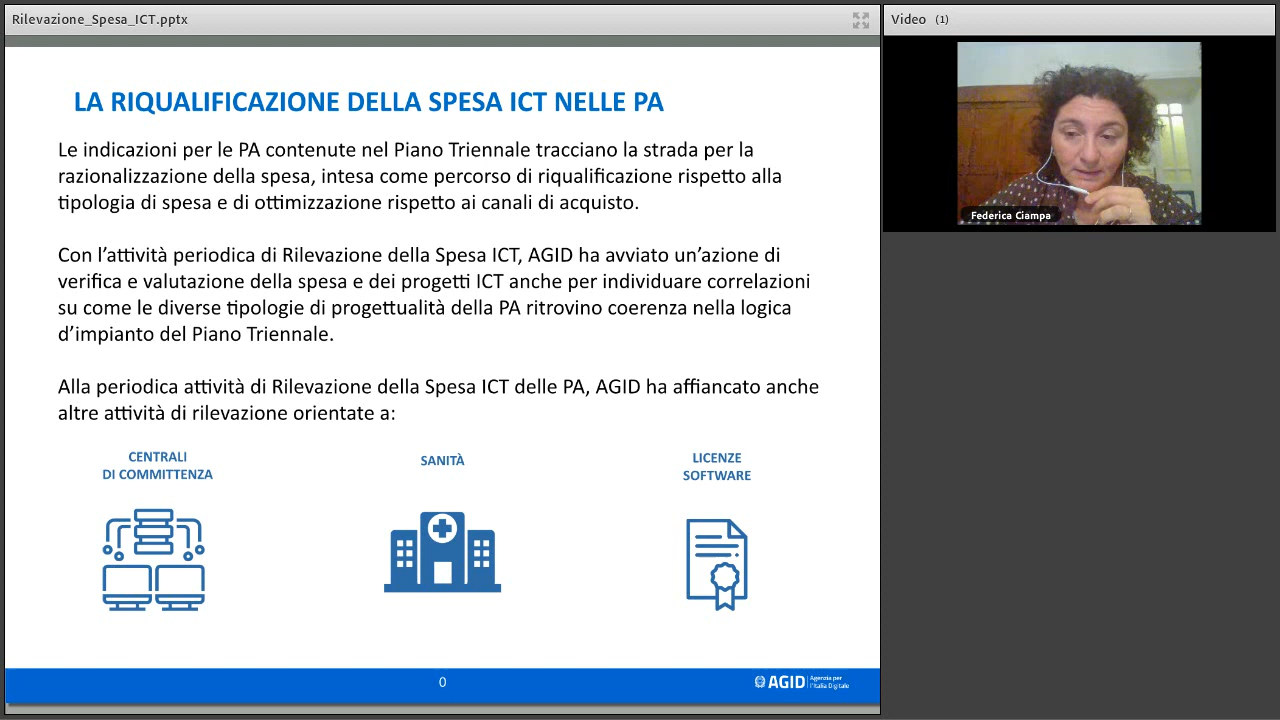 Rilevazione_Spesa_ICT.pptx
LA RIQUALIFICAZIONE DELLA SPESA ICT NELLE PA
Le indicazioni per le PA contenute nel Piano Triennale tracciano la strada per la
razionalizzazione della spesa, intesa come percorso di riqualificazione rispetto alla
tipologia di spesa e di ottimizzazione rispetto ai canali di acquisto.
Con l’attività periodica di Rilevazione della Spesa ICT, AGID ha avviato un’azione di
verifica e valutazione della spesa e dei progetti ICT anche per individuare correlazioni
su come le diverse tipologie di progettualità della PA ritrovino coerenza nella logica
d’impianto del Piano Triennale.
Alla periodica attività di Rilevazione della Spesa ICT delle PA, AGID ha affiancato anche
altre attività di rilevazione orientate a:
CENTRALI
DI COMMITTENZA
SANITÀ
LICENZE
SOFTWARE
0
AGID
Agenzia per
l'Italia Digitale
Video (1)
Federica Ciampa